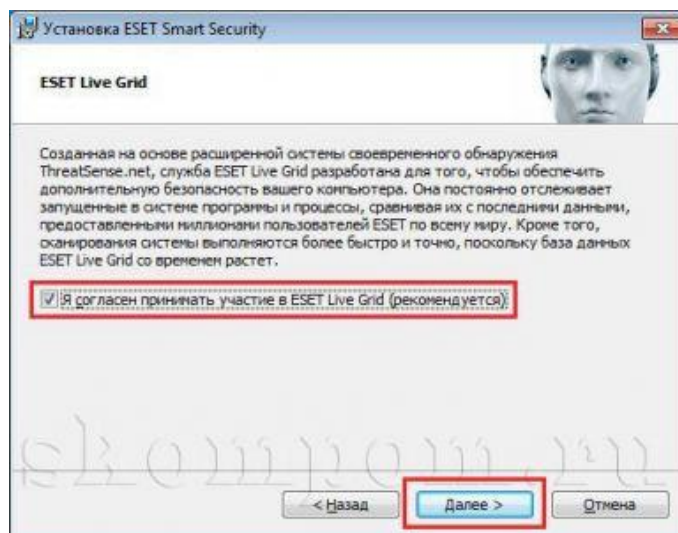 Установка ESET Smart Security
ESET Live Grid
Созданная на основе расширенной системы своевременного обнаружения
ThreatSense.net, служба ESET Live Grid разработана для того, чтобы обеспечить
дополнительную безопасность вашего компьютера. Она постоянно отслеживает
запущенные в системе программы и процессы, сравнивая их с последними данными,
предоставленными миллионами пользователей ESET по всему миру. Кроме того,
сканирования системы выполняются более быстро и точно, поскольку база данных
ESET Live Grid со временем растет.
Я согласен принимать участие в ESET Live Grid (рекомендуется)
skompom.ru
< Назад
Далее >
Отмена